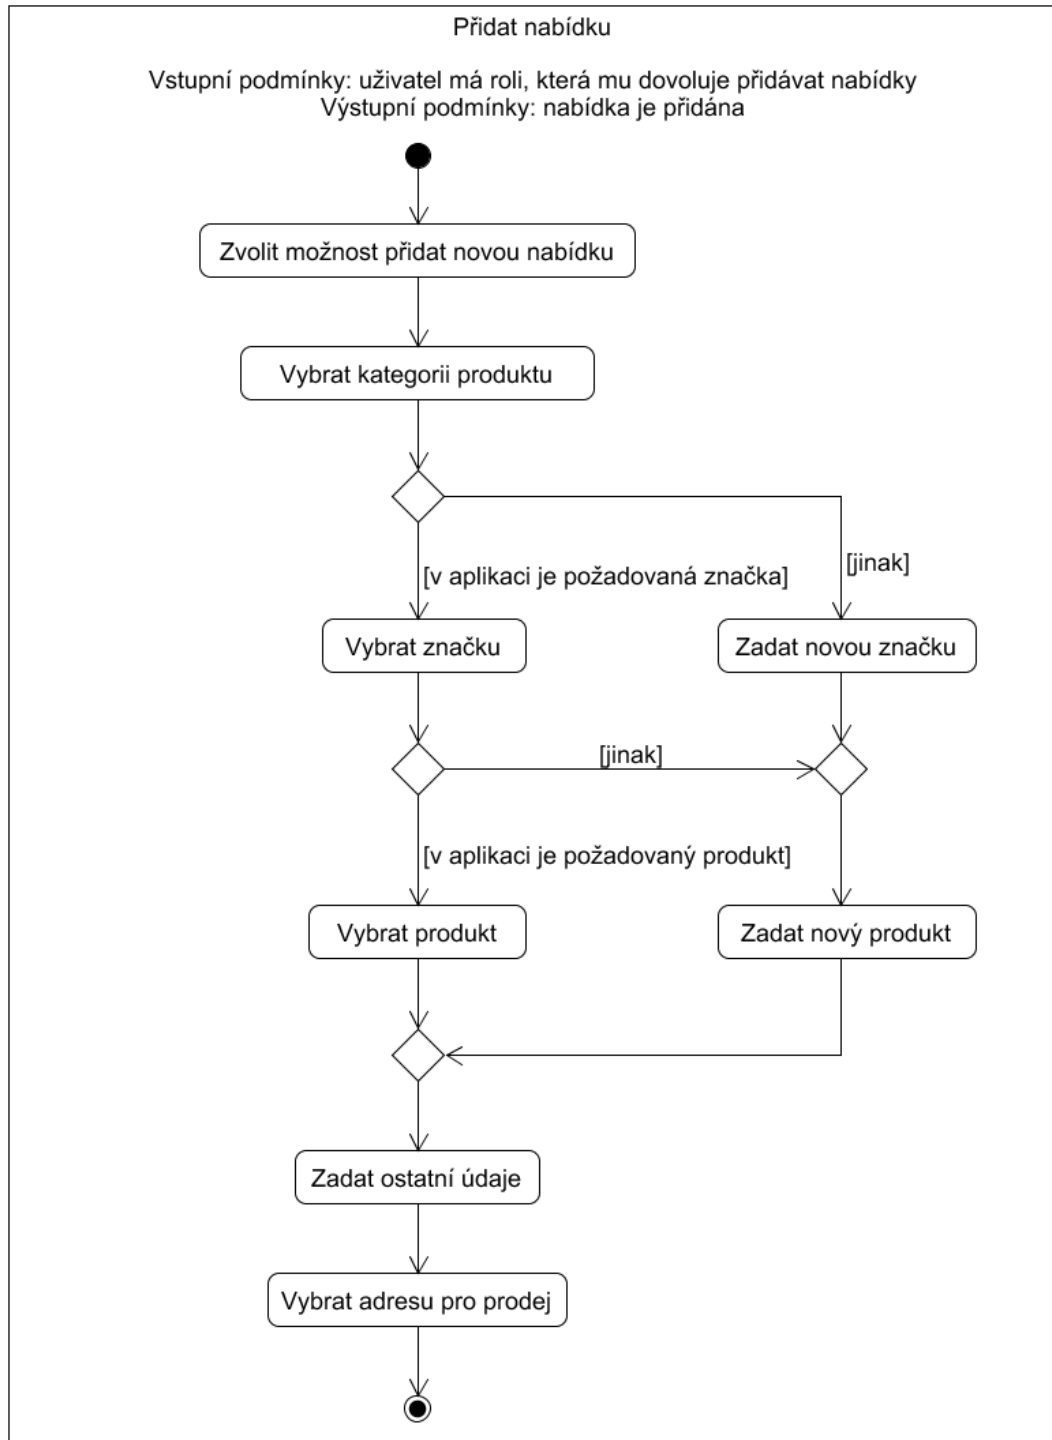 Přidat nabídku
Vstupní podmínky: uživatel má roli, která mu dovoluje přidávat nabídky
Výstupní podmínky: nabídka je přidána
Zvolit možnost přidat novou nabídku
Vybrat kategorii produktu
[v aplikaci je požadovaná značka]
[jinak]
Vybrat značku
Zadat novou značku
[jinak]
[v aplikaci je požadovaný produkt]
Vybrat produkt
Zadat nový produkt
Zadat ostatní údaje
Vybrat adresu pro prodej